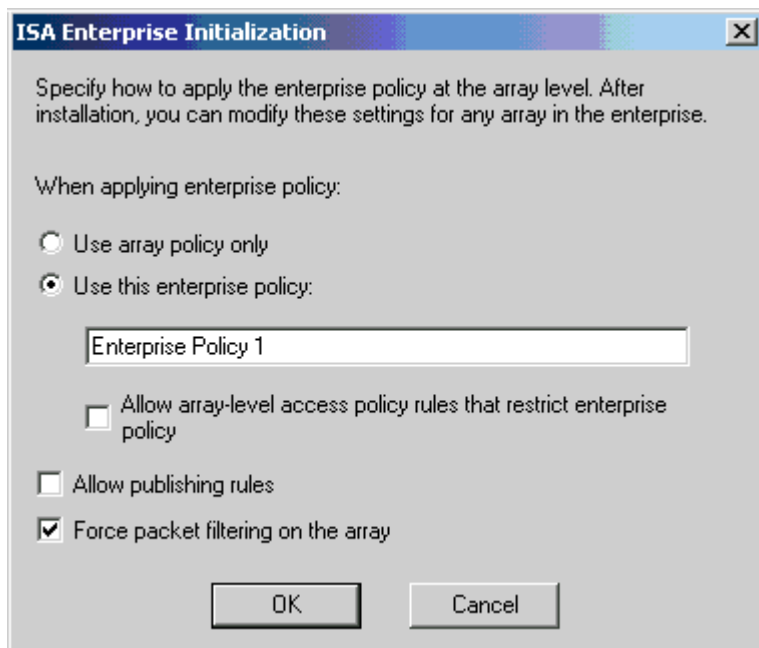 ISA Enterprise Initialization
Specify how to apply the enterprise policy at the array level. After
installation, you can modify these settings for any array in the enterprise.
When applying enterprise policy:
Use array policy only
Use this enterprise policy:
Enterprise Policy 1
Allow array-level access policy rules that restrict enterprise
policy
Allow publishing rules
Force packet filtering on the array
OK
Cancel